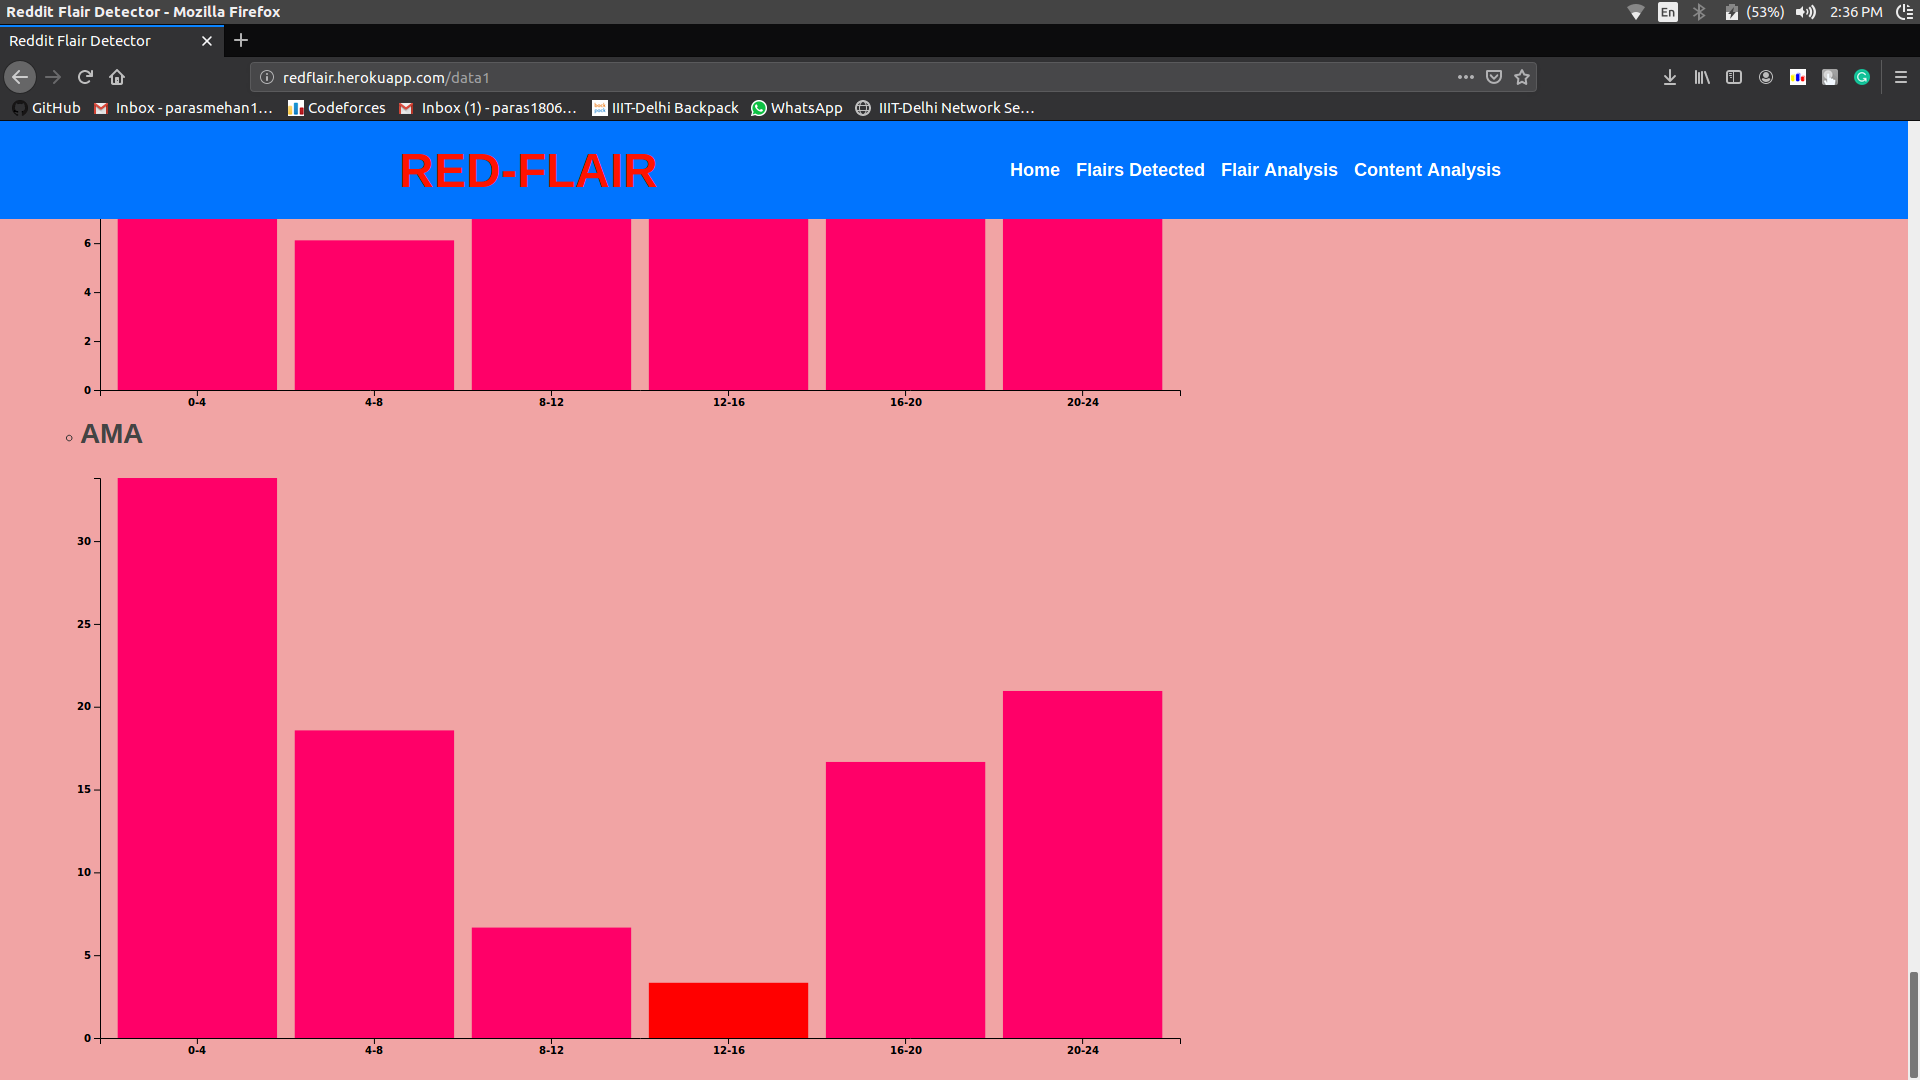 Reddit Flair Detector - Mozilla Firefox
En (53%) 2:36 PM
Reddit Flair Detector
redflair.herokuapp.com/data1
GitHub Inbox - parasmehan1… Codeforces Inbox (1) - paras1806… IIIT-Delhi Backpack WhatsApp IIIT-Delhi Network Se…
RED-FLAIR Home Flairs Detected Flair Analysis Content Analysis
6
4
2
0
0-4 4-8 8-12 12-16 16-20 20-24
AMA
30
25
20
15
10
5
0
0-4 4-8 8-12 12-16 16-20 20-24